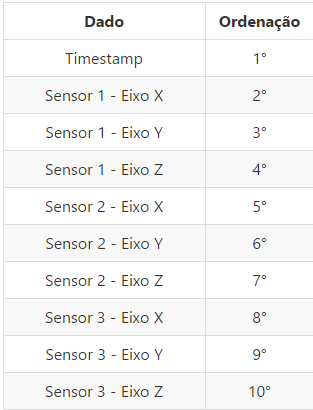 Dado Ordenação
Timestamp 1°
Sensor 1 - Eixo X 2°
Sensor 1 - Eixo Y 3°
Sensor 1 - Eixo Z 4°
Sensor 2 - Eixo X 5°
Sensor 2 - Eixo Y 6°
Sensor 2 - Eixo Z 7°
Sensor 3 - Eixo X 8°
Sensor 3 - Eixo Y 9°
Sensor 3 - Eixo Z 10°